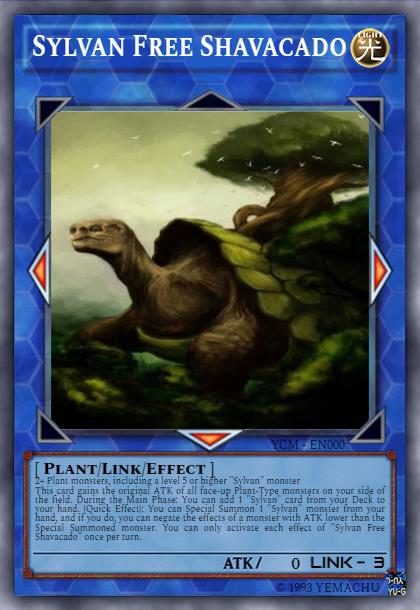 SYLVAN FREE SHAVACADO
LIGHT
光
YCM - EN000
[ PLANT/LINK/EFFECT ]
2+ Plant monsters, including a level 5 or higher "Sylvan" monster
This card gains the original ATK of all face-up Plant-Type monsters on your side of
the field. During the Main Phase: You can add 1 "Sylvan" card from your Deck to
your hand. (Quick Effect): You can Special Summon 1 "Sylvan" monster from your
hand, and if you do, you can negate the effects of a monster with ATK lower than the
Special Summoned monster. You can only activate each effect of "Sylvan Free
Shavacado" once per turn.
ATK/ 0 LINK - 3
© 1993 YEMACHU